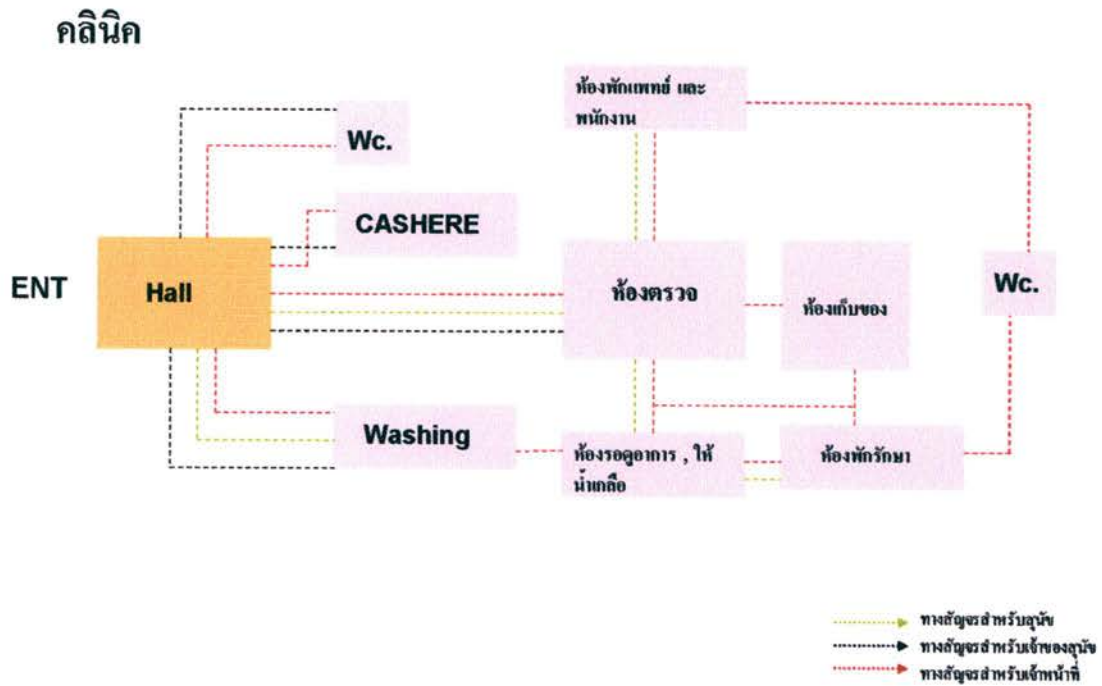 คลินิค
ห้องพักแพทย์ และ
พนักงาน
Wc.
CASHERE
ENT
Hall
ห้องตรวจ
ห้องเก็บของ
Wc.
Washing
ห้องรอดูอาการ , ให้
น้ำเกลือ
ห้องพักรักษา
ทางสัญจรสำหรับสุนัข
ทางสัญจรสำหรับเจ้าของสุนัข
ทางสัญจรสำหรับเจ้าหน้าที่